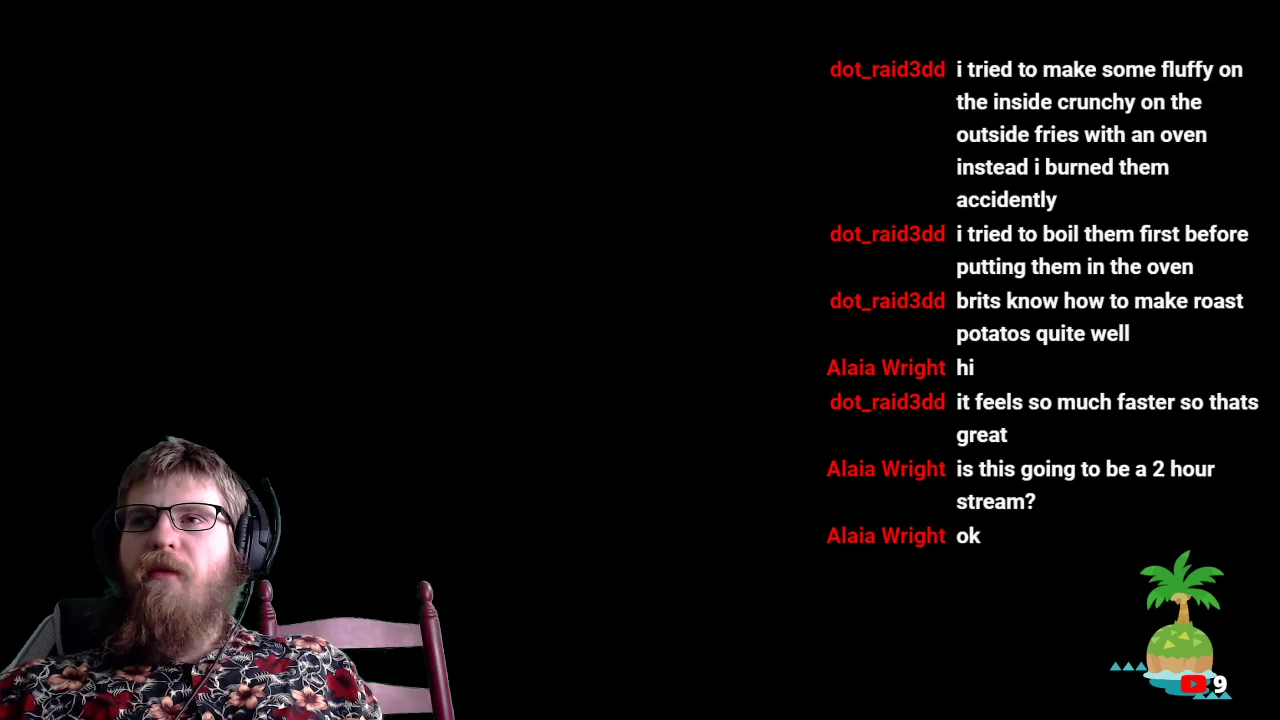 dot_raid3dd i tried to make some fluffy on
the inside crunchy on the
outside fries with an oven
instead i burned them
accidently
dot_raid3dd i tried to boil them first before
putting them in the oven
dot_raid3dd brits know how to make roast
potatos quite well
Alaia Wright hi
dot_raid3dd it feels so much faster so thats
great
Alaia Wright is this going to be a 2 hour
stream?
Alaia Wright ok
9